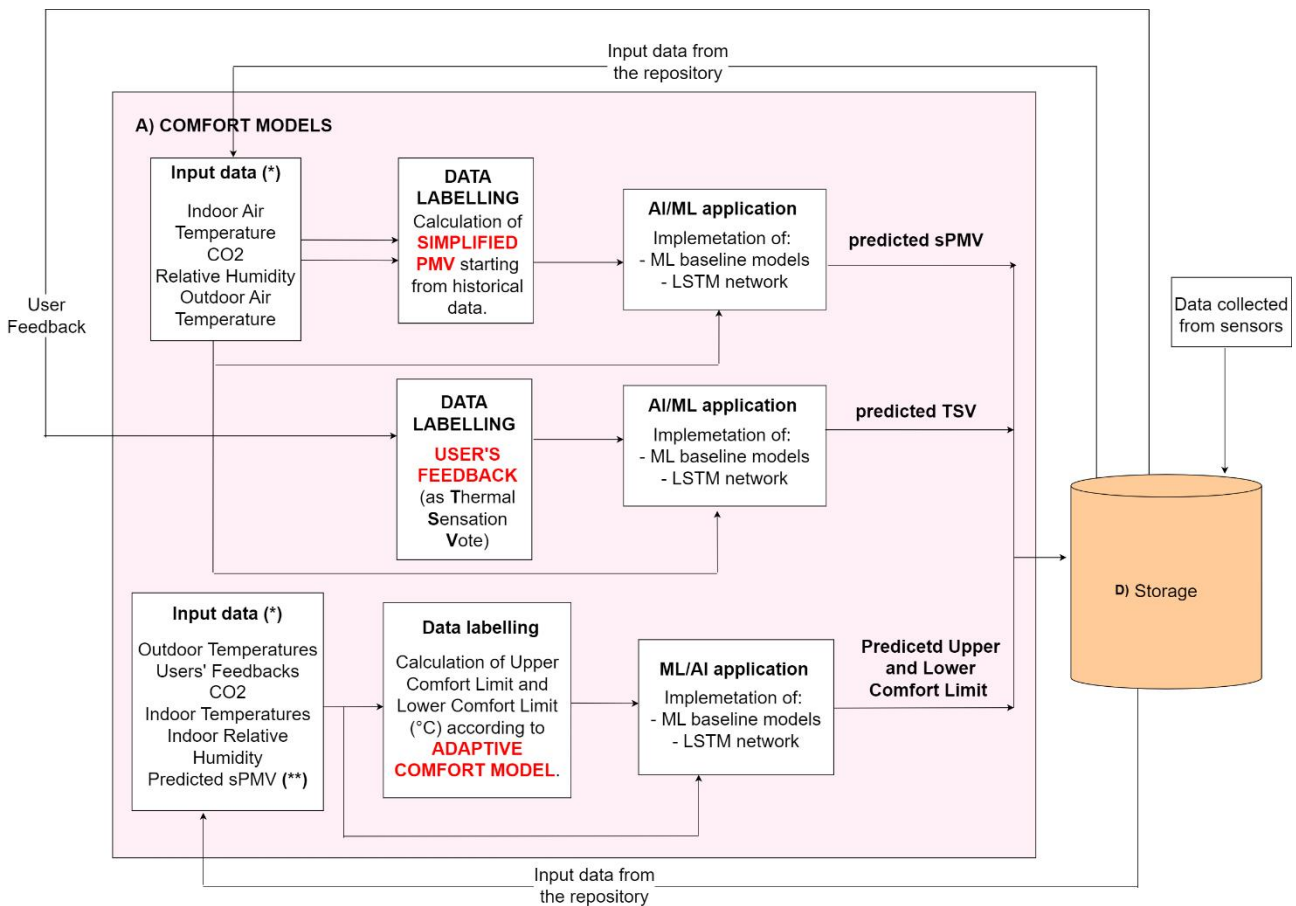 Input data from
the repository
A) COMFORT MODELS
Input data (*)
Indoor Air
Temperature
CO2
Relative Humidity
Outdoor Air
Temperature
DATA
LABELLING
Calculation of
SIMPLIFIED
PMV starting
from historical
data.
AI/ML application
Implemetation of:
- ML baseline models
- LSTM network
predicted sPMV
User
Feedback
Data collected
from sensors
DATA
LABELLING
USER'S
FEEDBACK
(as Thermal
Sensation
Vote)
AI/ML application
Implemetation of:
- ML baseline models
- LSTM network
predicted TSV
D) Storage
Input data (*)
Outdoor Temperatures
Users' Feedbacks
CO2
Indoor Temperatures
Indoor Relative
Humidity
Predicted sPMV (**)
Data labelling
Calculation of Upper
Comfort Limit and
Lower Comfort Limit
(°C) according to
ADAPTIVE
COMFORT MODEL.
ML/AI application
Implemetation of:
- ML baseline models
- LSTM network
Predicetd Upper
and Lower
Comfort Limit
Input data from
the repository